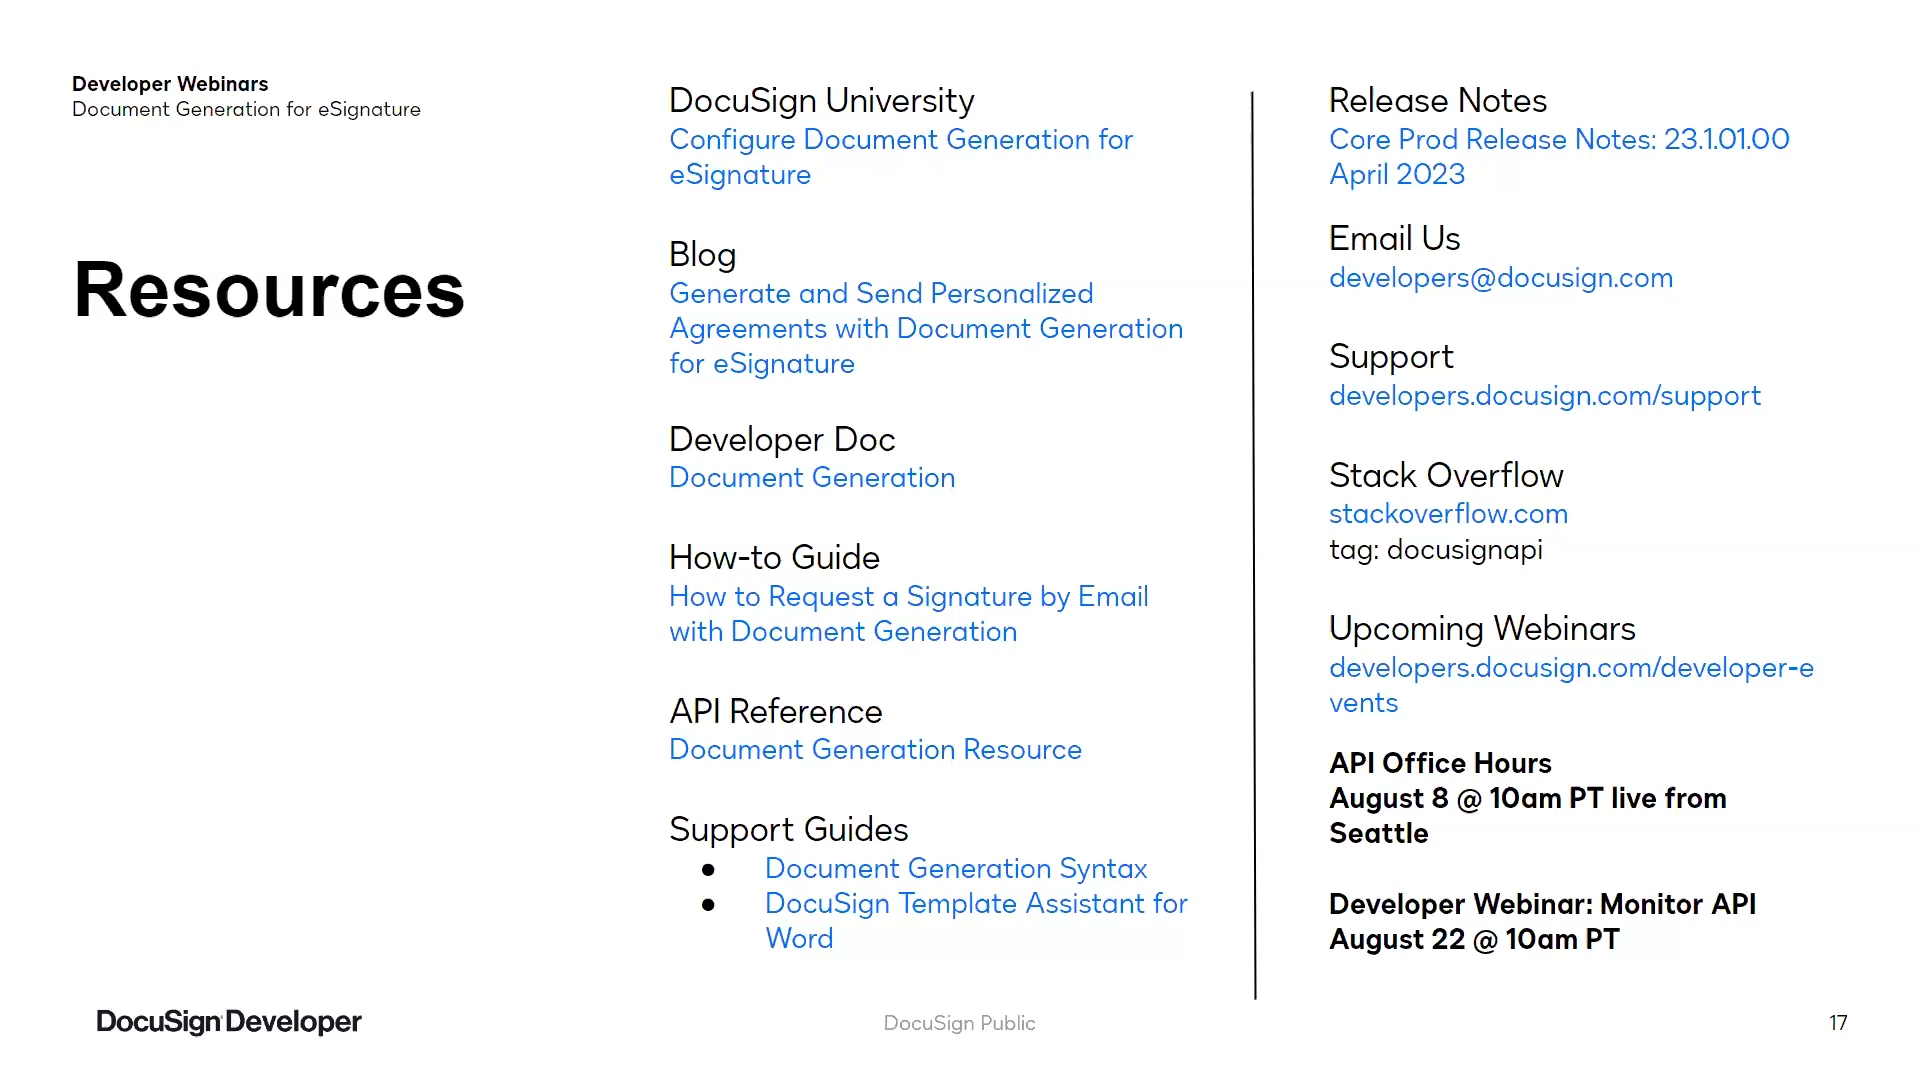 Developer Webinars
Document Generation for eSignature
Resources
DocuSign University
Configure Document Generation for
eSignature
Blog
Generate and Send Personalized
Agreements with Document Generation
for eSignature
Developer Doc
Document Generation
How-to Guide
How to Request a Signature by Email
with Document Generation
API Reference
Document Generation Resource
Support Guides
● Document Generation Syntax
● DocuSign Template Assistant for
Word
Release Notes
Core Prod Release Notes: 23.1.01.00
April 2023
Email Us
developers@docusign.com
Support
developers.docusign.com/support
Stack Overflow
stackoverflow.com
tag: docusignapi
Upcoming Webinars
developers.docusign.com/developer-e
vents
API Office Hours
August 8 @ 10am PT live from
Seattle
Developer Webinar: Monitor API
August 22 @ 10am PT
DocuSign Developer
DocuSign Public
17